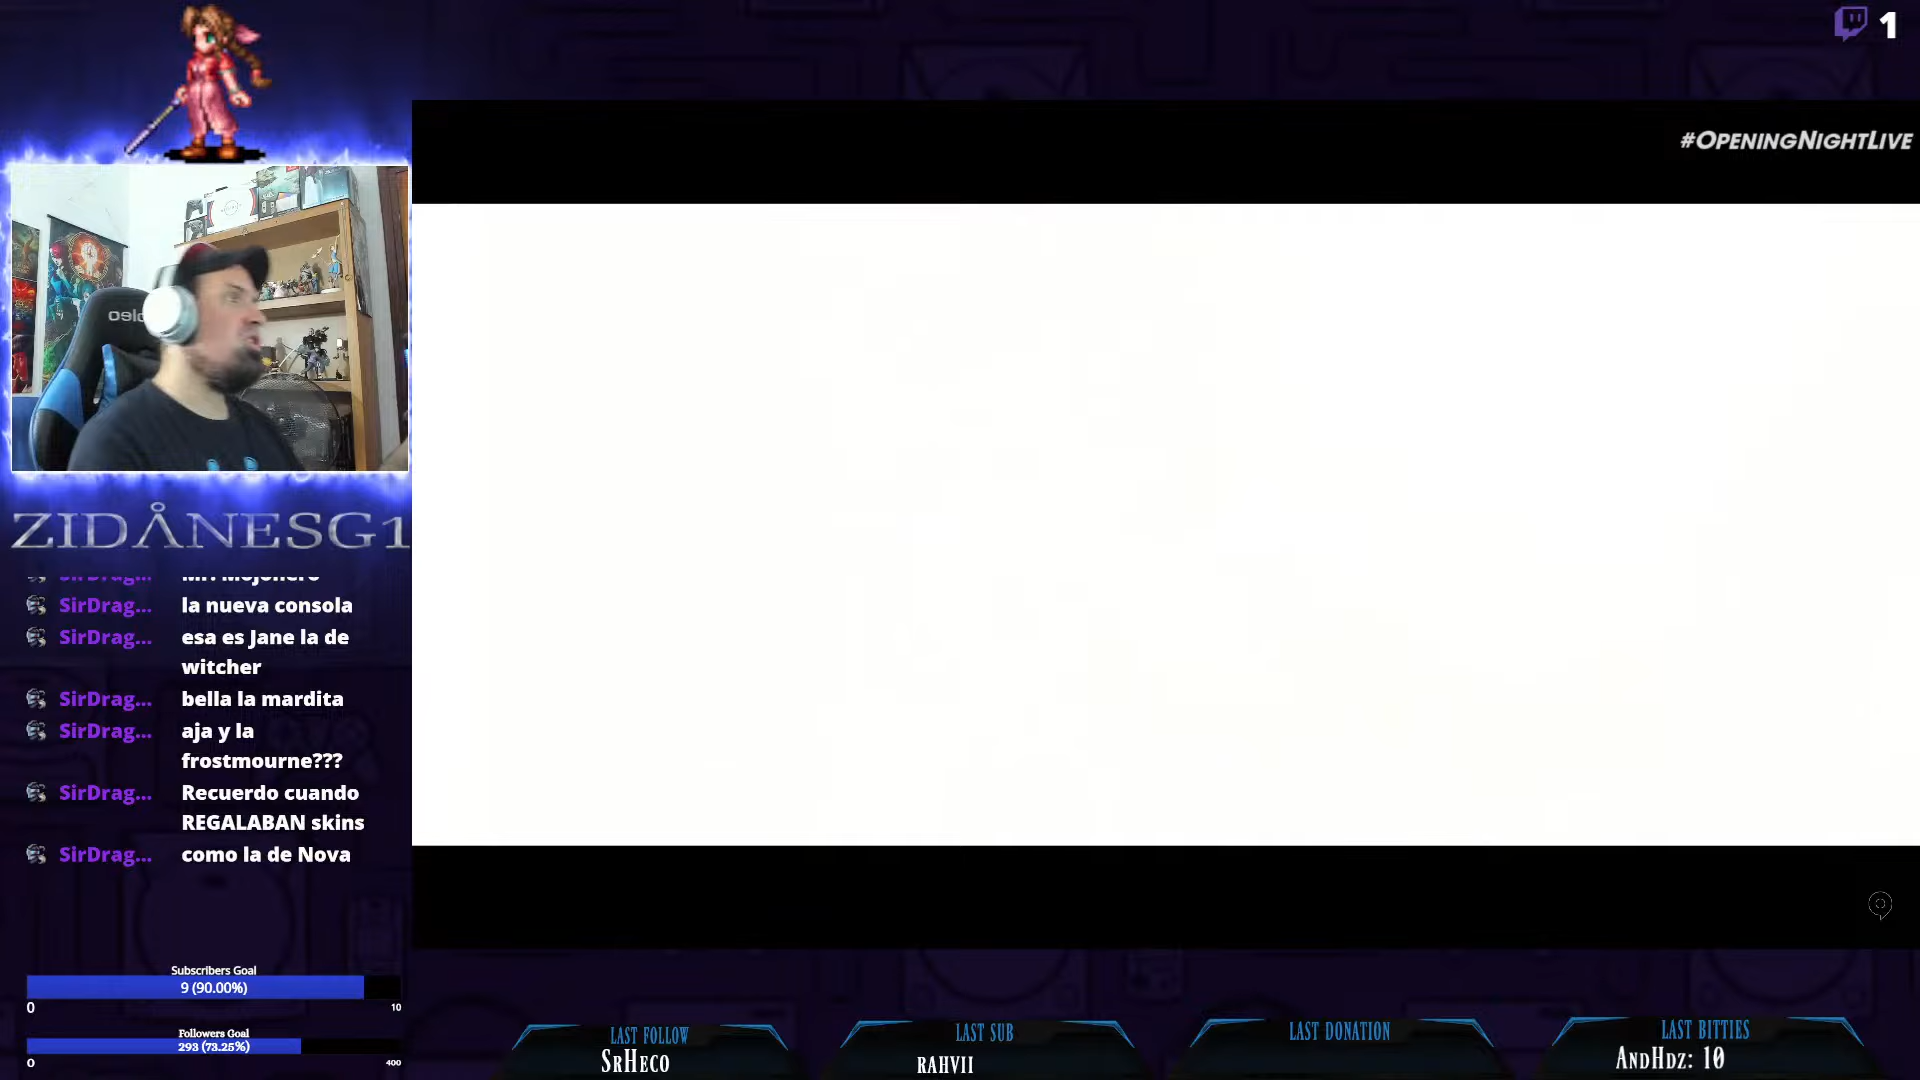 1
#OPENINGNIGHTLIVE
ZIDÅNESG1
SirDrag... la nueva consola
SirDrag... esa es Jane la de
witcher
SirDrag... bella la mardita
SirDrag... aja y la
frostmourne???
SirDrag... Recuerdo cuando
REGALABAN skins
SirDrag... como la de Nova
Subscribers Goal
9 (90.00%)
0 10
Followers Goal
293 (73.25%)
0 400
LAST FOLLOW
SRHECO
LAST SUB
RAHVII
LAST DONATION
LAST BITTIES
ANDHDZ: 10